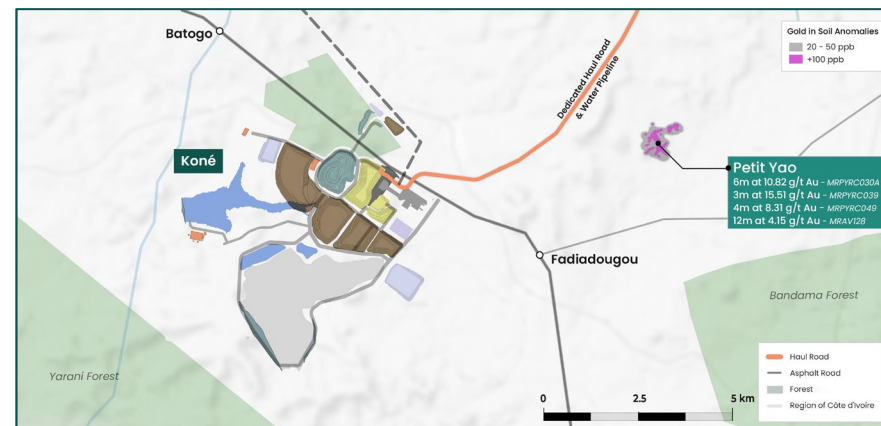 Batogo
Gold in Soil Anomalies
20 - 50 ppb
+100 ppb
Dedicated Haul Road
& Water Pipeline
Koné
Petit Yao
6m at 10.82 g/t Au - MRPYRC030A
3m at 15.51 g/t Au - MRPYRC039
4m at 8.31 g/t Au - MRPYRC049
12m at 4.15 g/t Au - MRAV128
Fadiadougou
Bandama Forest
Yarani Forest
Haul Road
Asphalt Road
Forest
Region of Côte d'Ivoire
0 2.5 5 km